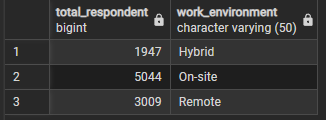 total_respondent work_environment
bigint character varying (50)
1 1947 Hybrid
2 5044 On-site
3 3009 Remote